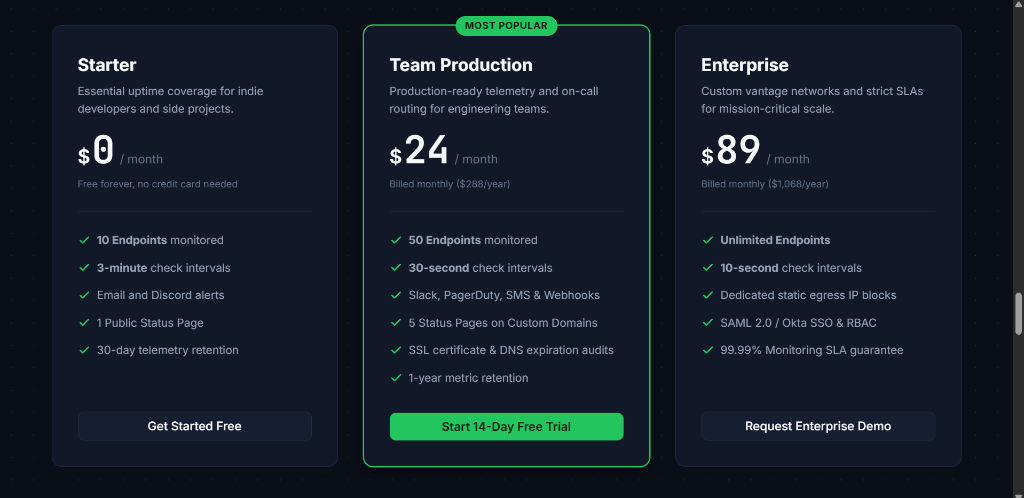 MOST POPULAR
Starter
Essential uptime coverage for indie
developers and side projects.
$0 / month
Free forever, no credit card needed
10 Endpoints monitored
3-minute check intervals
Email and Discord alerts
1 Public Status Page
30-day telemetry retention
Get Started Free
Team Production
Production-ready telemetry and on-call
routing for engineering teams.
$24 / month
Billed monthly ($288/year)
50 Endpoints monitored
30-second check intervals
Slack, PagerDuty, SMS & Webhooks
5 Status Pages on Custom Domains
SSL certificate & DNS expiration audits
1-year metric retention
Start 14-Day Free Trial
Enterprise
Custom vantage networks and strict SLAs
for mission-critical scale.
$89 / month
Billed monthly ($1,068/year)
Unlimited Endpoints
10-second check intervals
Dedicated static egress IP blocks
SAML 2.0 / Okta SSO & RBAC
99.99% Monitoring SLA guarantee
Request Enterprise Demo